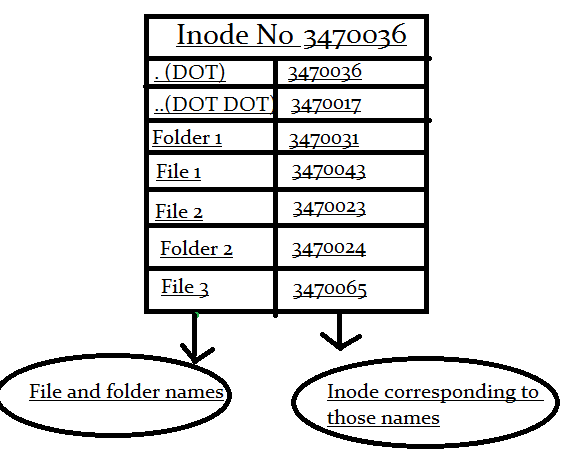 Inode No 3470036
. (DOT) 3470036
..(DOT DOT) 3470017
Folder 1 3470031
File 1 3470043
File 2 3470023
Folder 2 3470024
File 3 3470065
File and folder names
Inode corresponding to
those names